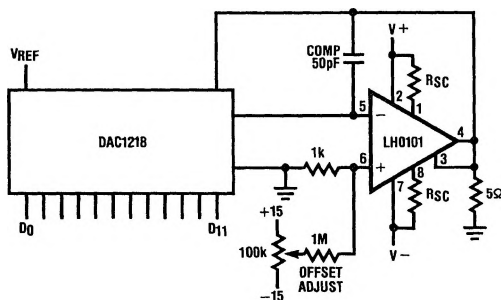 V+
COMP
50pF
RSC
VREF
2
1
5
−
DAC1218
LH0101
4
1k
6
+
3
8
7
RSC
5Ω
+15
D0
D11
100k
1M
V−
OFFSET
ADJUST
−15